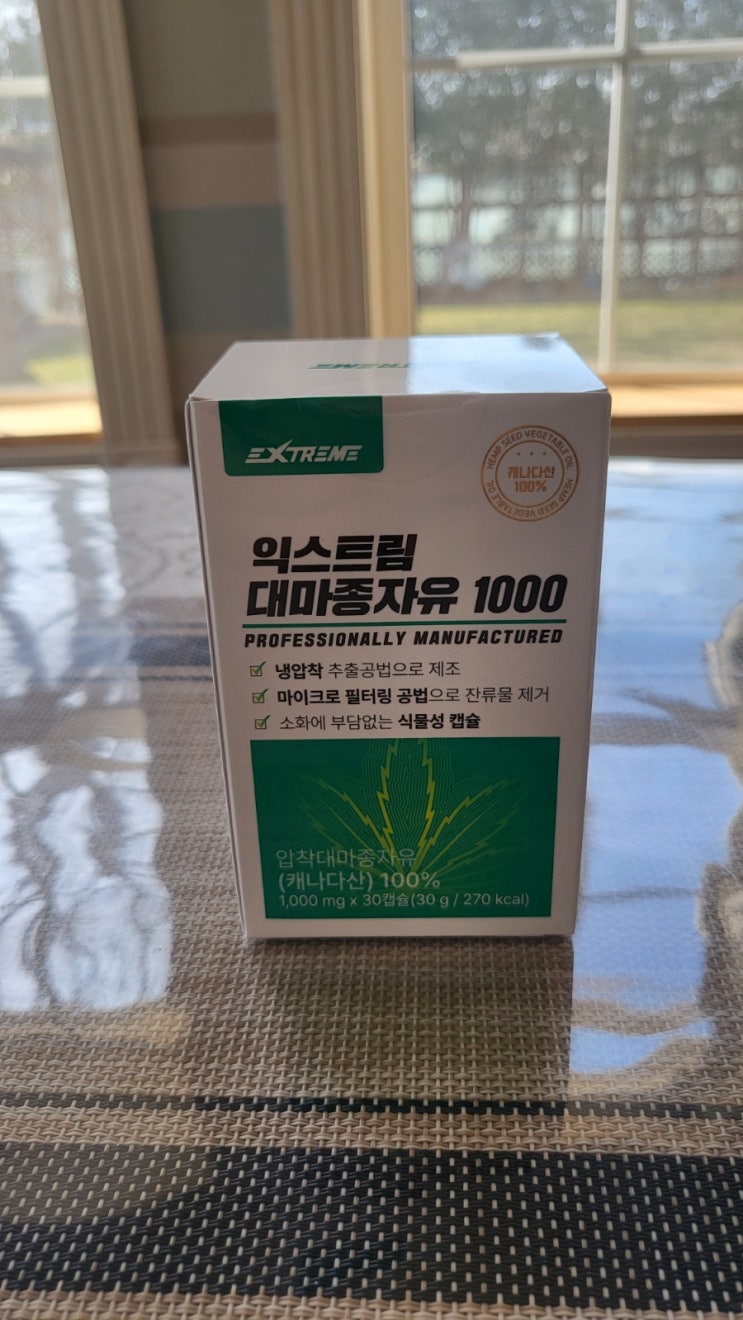 EXTREME
HEMP SEED VEGETABLE OIL
캐나다산
100%
HEMP SEED VEGETABLE OIL
익스트림
대마종자유 1000
PROFESSIONALLY MANUFACTURED
냉압착 추출공법으로 제조
마이크로 필터링 공법으로 잔류물 제거
소화에 부담없는 식물성 캡슐
압착대마종자유
(캐나다산) 100%
1,000 mg x 30캡슐(30 g / 270 kcal)